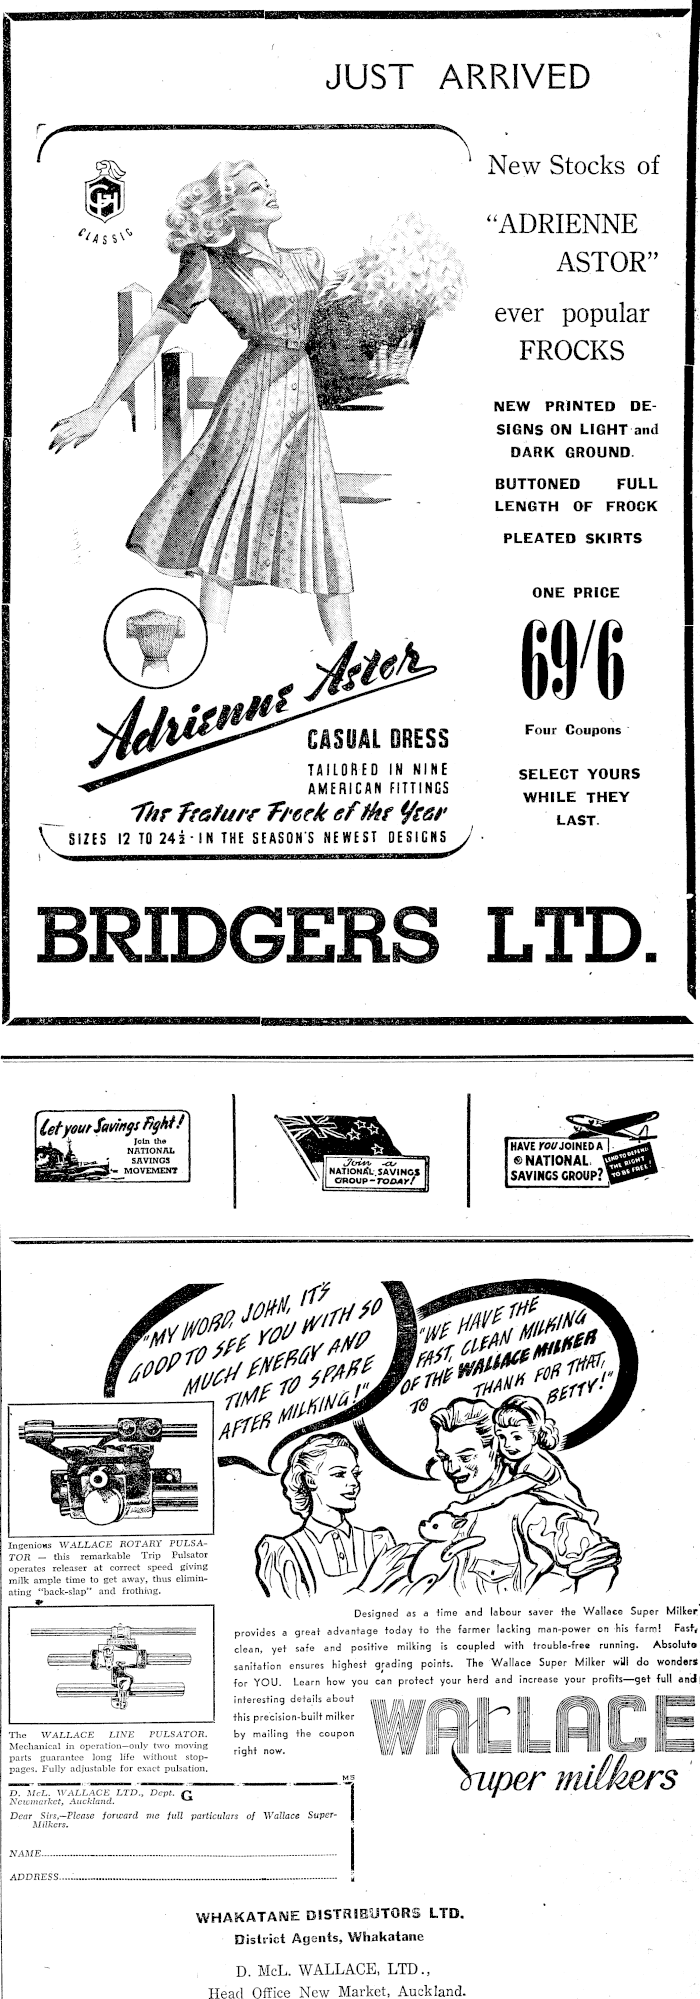 JUST ARRIVED
CLASSIC
New Stocks of
"ADRIENNE
ASTOR"
ever popular
FROCKS
NEW PRINTED DE-
SIGNS ON LIGHT and
DARK GROUND.
BUTTONED FULL
LENGTH OF FROCK
PLEATED SKIRTS
ONE PRICE
69/6
Four Coupons
SELECT YOURS
WHILE THEY
LAST.
Adrienne Astor
CASUAL DRESS
TAILORED IN NINE
AMERICAN FITTINGS
The Feature Frock of the Year
SIZES 12 TO 24½ - IN THE SEASON'S NEWEST DESIGNS
BRIDGERS LTD.
Let your Savings Fight!
Join the
NATIONAL
SAVINGS
MOVEMENT
Join a
NATIONAL SAVINGS
GROUP - TODAY!
HAVE YOU JOINED A
NATIONAL
SAVINGS GROUP?
LEND TO DEFEND
THE RIGHT
TO BE FREE!
"MY WORD, JOHN, IT'S
GOOD TO SEE YOU WITH SO
MUCH ENERGY AND
TIME TO SPARE
AFTER MILKING!"
"WE HAVE THE
FAST, CLEAN MILKING
OF THE WALLACE MILKER
TO THANK FOR THAT,
BETTY!"
Ingenious WALLACE ROTARY PULSA-
TOR — this remarkable Trip Pulsator
operates releaser at correct speed giving
milk ample time to get away, thus elimin-
ating "back-slap" and frothing.
The WALLACE LINE PULSATOR.
Mechanical in operation—only two moving
parts guarantee long life without stop-
pages. Fully adjustable for exact pulsation.
Designed as a time and labour saver the Wallace Super Milker
provides a great advantage today to the farmer lacking man-power on his farm! Fast,
clean, yet safe and positive milking is coupled with trouble-free running. Absolute
sanitation ensures highest grading points. The Wallace Super Milker will do wonders
for YOU. Learn how you can protect your herd and increase your profits—get full and
interesting details about
this precision-built milker
by mailing the coupon
right now.
WALLACE
Super milkers
M5
D. McL. WALLACE LTD., Dept. G
Newmarket, Auckland.
Dear Sirs,—Please forward me full particulars of Wallace Super-
Milkers.
NAME
ADDRESS
WHAKATANE DISTRIBUTORS LTD.
District Agents, Whakatane
D. McL. WALLACE, LTD.,
Head Office New Market, Auckland.